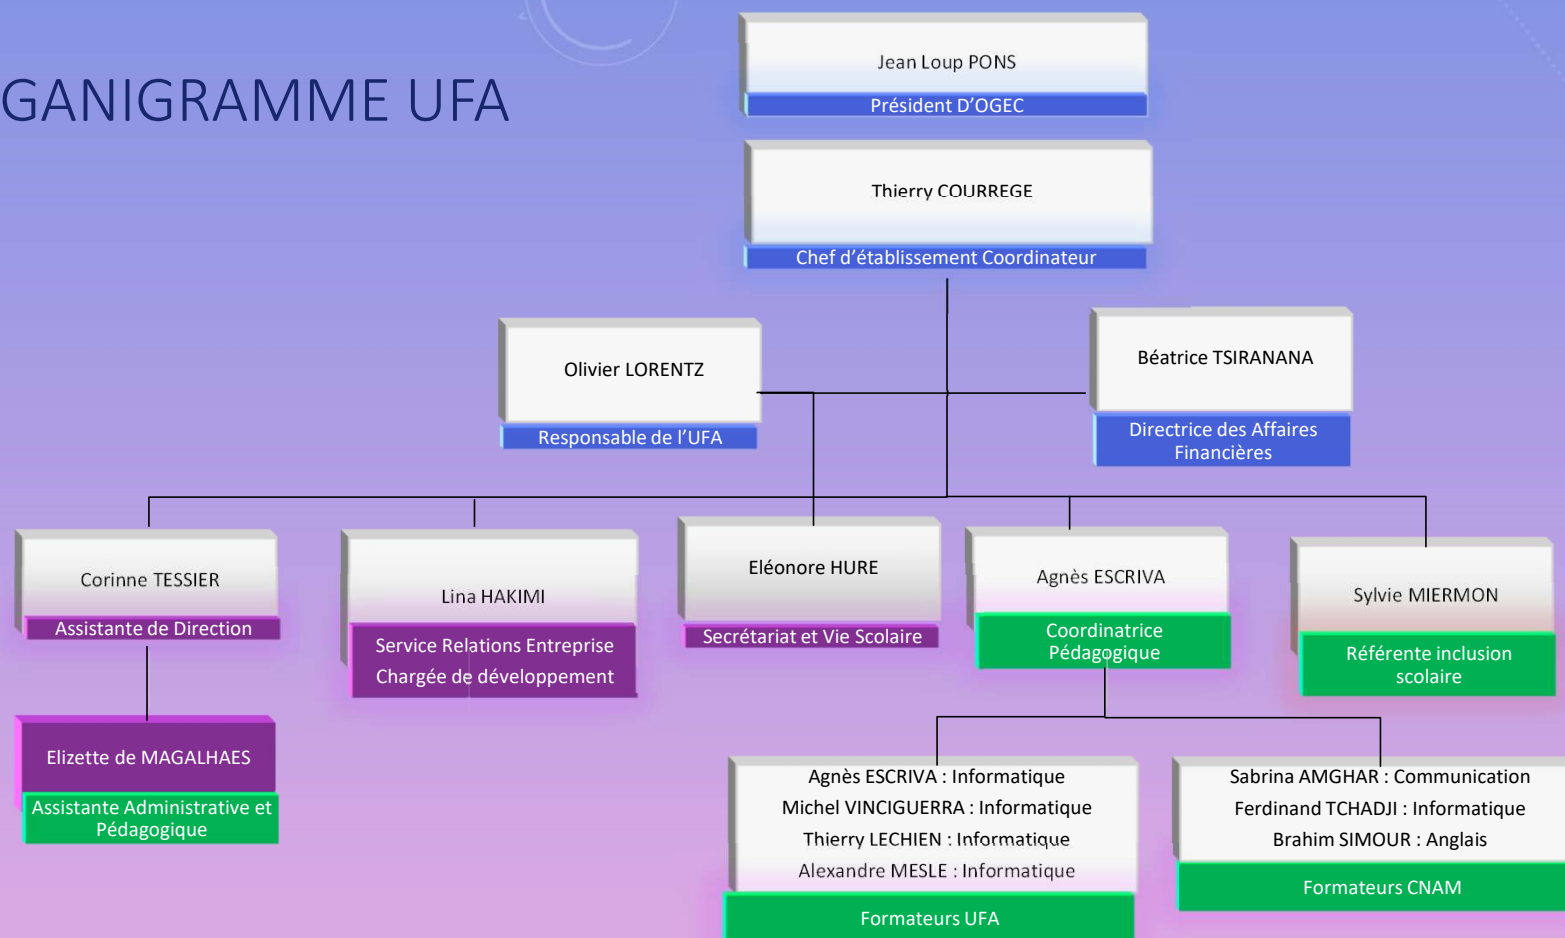 GANIGRAMME UFA
Jean Loup PONS
Président D’OGEC
Thierry COURREGE
Chef d’établissement Coordinateur
Olivier LORENTZ
Responsable de l’UFA
Béatrice TSIRANANA
Directrice des Affaires
Financières
Corinne TESSIER
Assistante de Direction
Lina HAKIMI
Service Relations Entreprise
Chargée de développement
Eléonore HURE
Secrétariat et Vie Scolaire
Agnès ESCRIVA
Coordinatrice
Pédagogique
Sylvie MIERMON
Référente inclusion
scolaire
Elizette de MAGALHAES
Assistante Administrative et
Pédagogique
Agnès ESCRIVA : Informatique
Michel VINCIGUERRA : Informatique
Thierry LECHIEN : Informatique
Alexandre MESLE : Informatique
Formateurs UFA
Sabrina AMGHAR : Communication
Ferdinand TCHADJI : Informatique
Brahim SIMOUR : Anglais
Formateurs CNAM